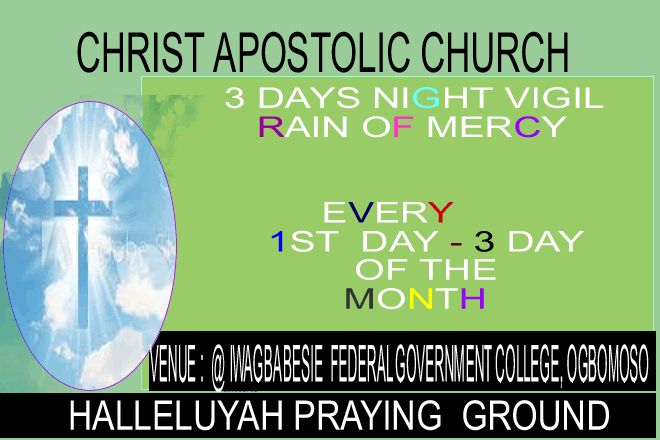 CHRIST APOSTOLIC CHURCH
3 DAYS NIGHT VIGIL
RAIN OF MERCY
EVERY
1ST DAY - 3 DAY
OF THE
MONTH
VENUE : @ IWAGBABESIE FEDERAL GOVERNMENT COLLEGE, OGBOMOSO
HALLELUYAH PRAYING GROUND